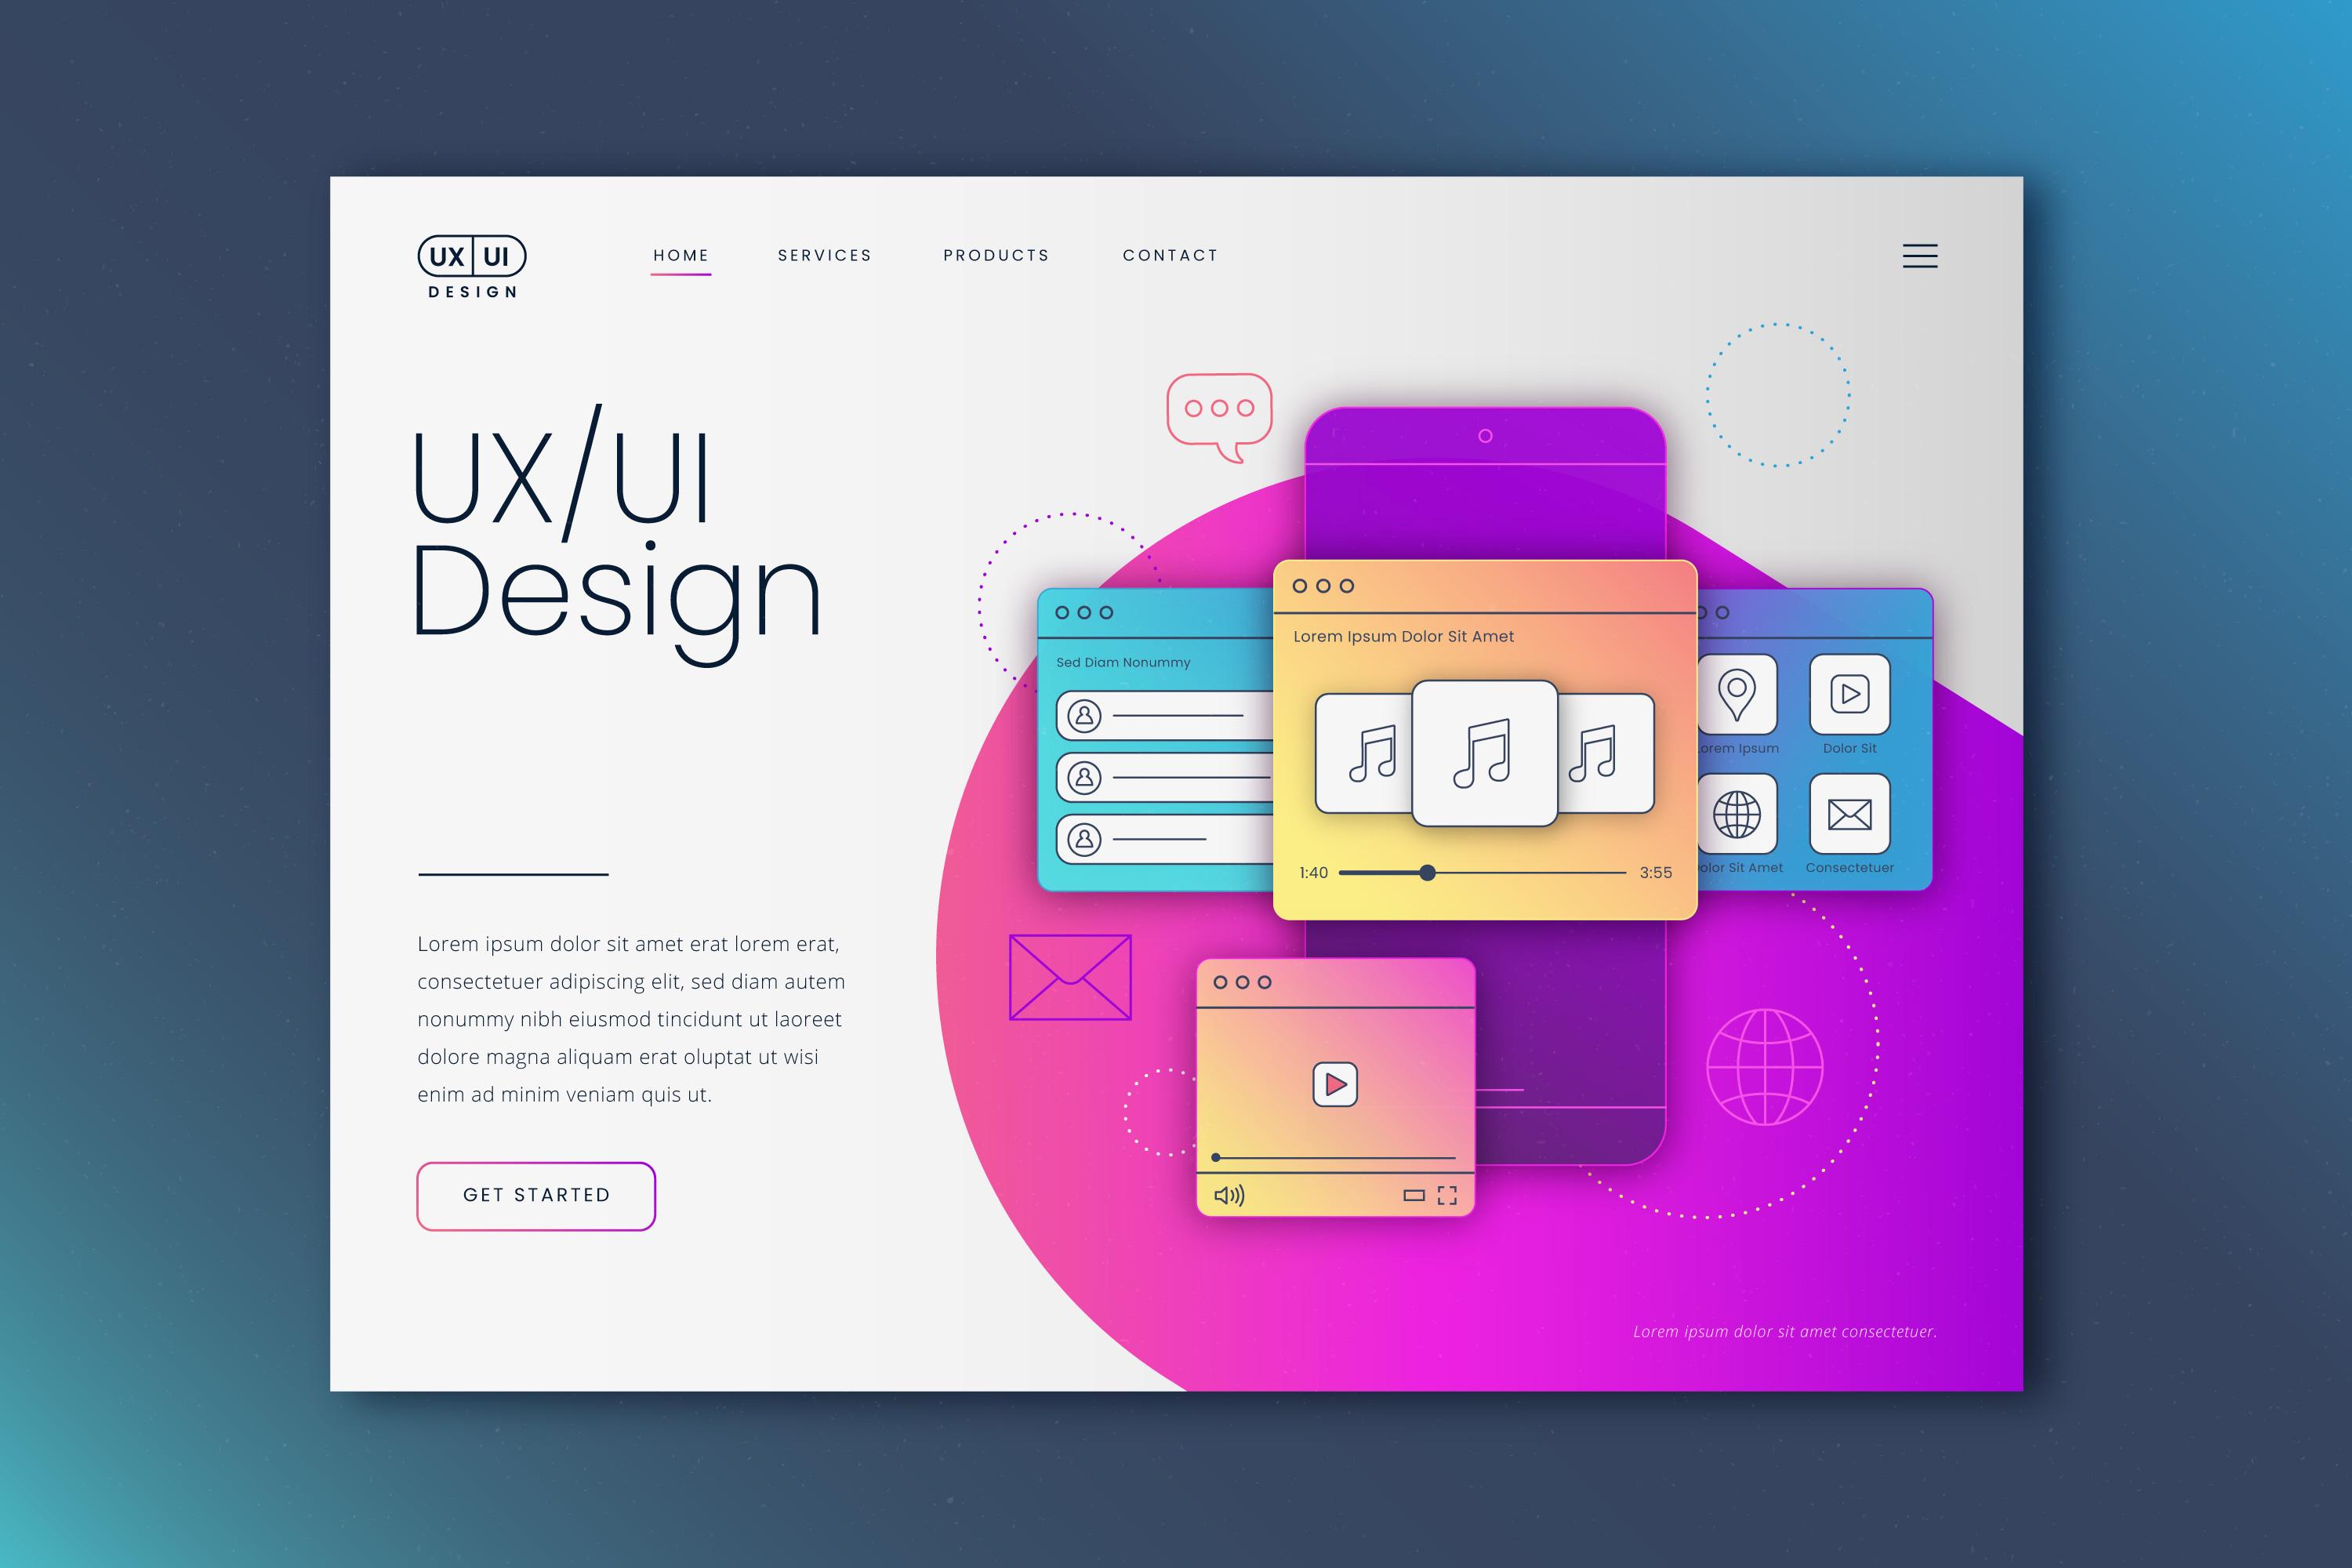 UX UI
DESIGN
HOME SERVICES PRODUCTS CONTACT
UX/UI
Design
Lorem ipsum dolor sit amet erat lorem erat,
consectetuer adipiscing elit, sed diam autem
nonummy nibh eiusmod tincidunt ut laoreet
dolore magna aliquam erat oluptat ut wisi
enim ad minim veniam quis ut.
GET STARTED
Sed Diam Nonummy
Lorem Ipsum Dolor Sit Amet
1:40 3:55
Lorem Ipsum Dolor Sit
Dolor Sit Amet Consectetuer
Lorem ipsum dolor sit amet consectetuer.